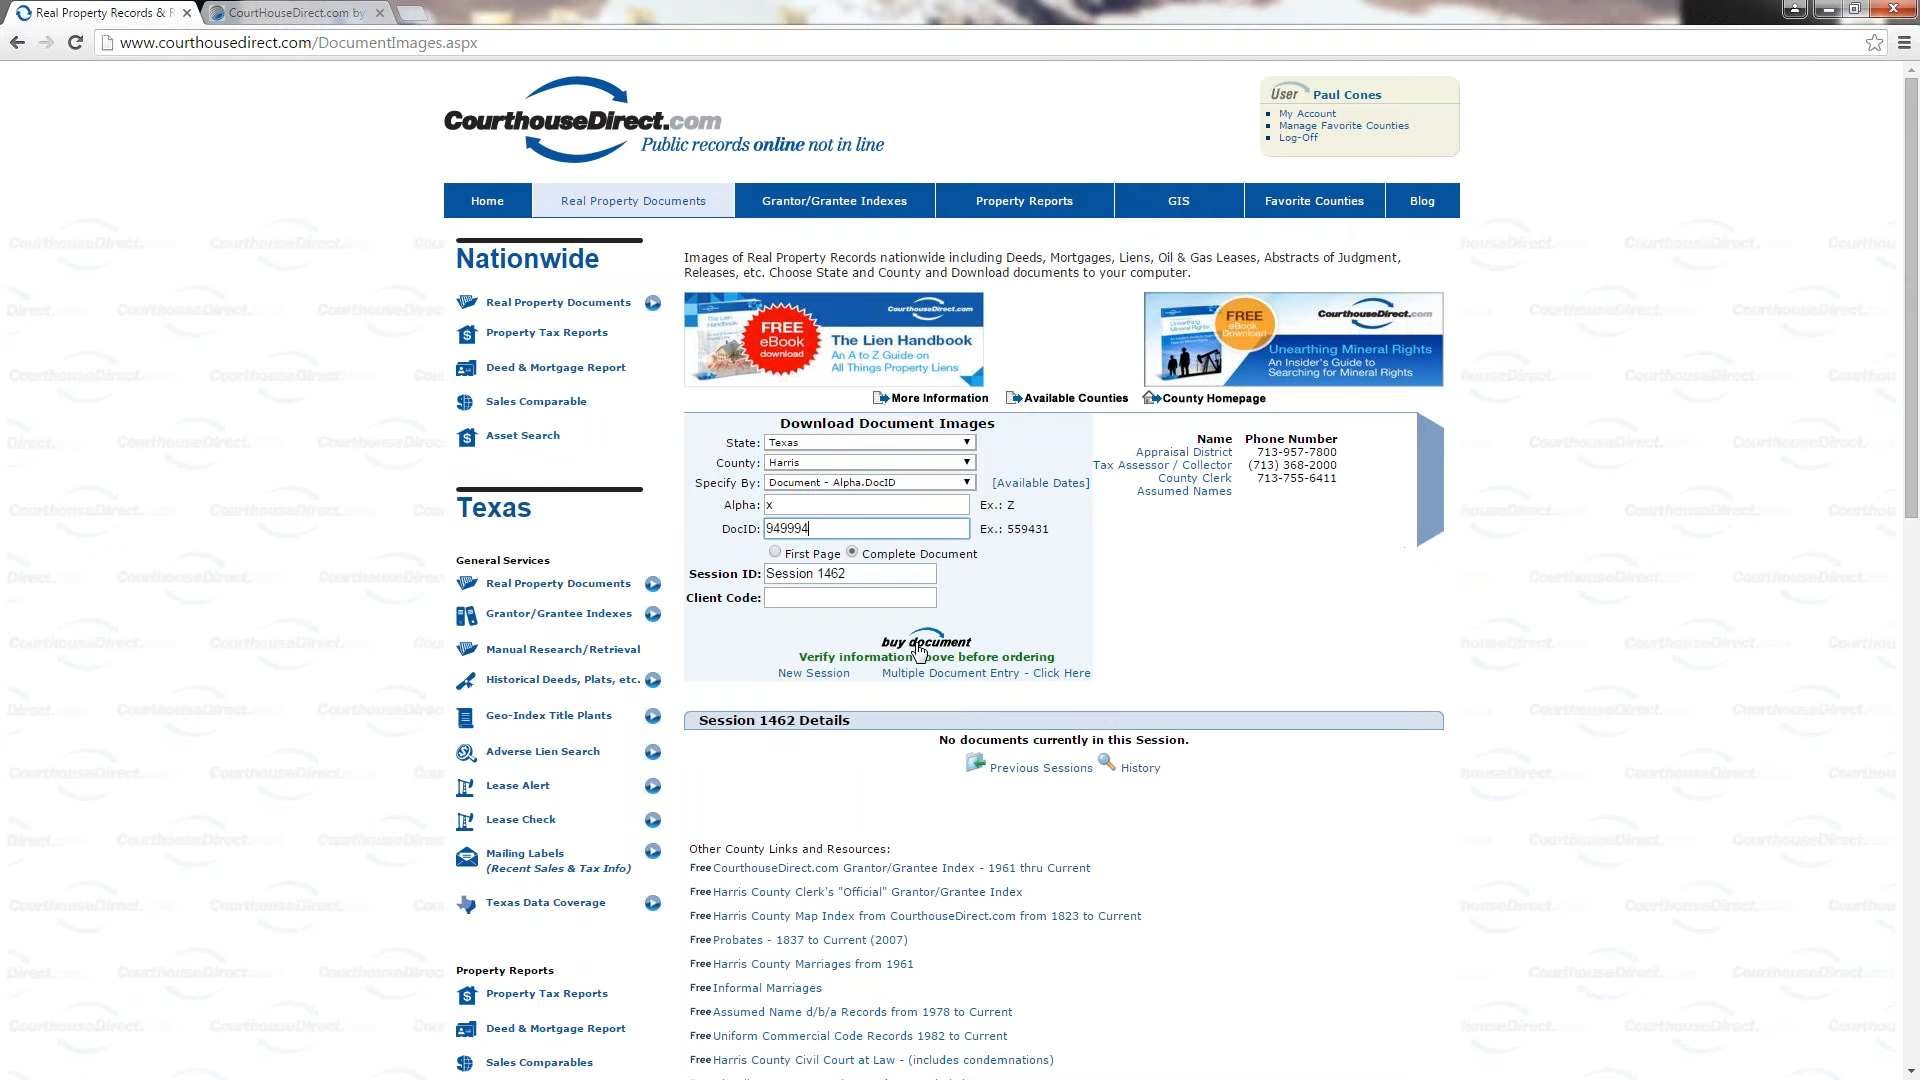 Real Property Records & R
CourtHouseDirect.com by
www.courthousedirect.com/DocumentImages.aspx
CourthouseDirect.com
Public records online not in line
User Paul Cones
My Account
Manage Favorite Counties
Log-Off
Home Real Property Documents Grantor/Grantee Indexes Property Reports GIS Favorite Counties Blog
Nationwide
Real Property Documents
Property Tax Reports
Deed & Mortgage Report
Sales Comparable
Asset Search
Texas
General Services
Real Property Documents
Grantor/Grantee Indexes
Manual Research/Retrieval
Historical Deeds, Plats, etc.
Geo-Index Title Plants
Adverse Lien Search
Lease Alert
Lease Check
Mailing Labels
(Recent Sales & Tax Info)
Texas Data Coverage
Property Reports
Property Tax Reports
Deed & Mortgage Report
Sales Comparables
Images of Real Property Records nationwide including Deeds, Mortgages, Liens, Oil & Gas Leases, Abstracts of Judgment,
Releases, etc. Choose State and County and Download documents to your computer.
FREE
eBook
download
CourthouseDirect.com
The Lien Handbook
An A to Z Guide on
All Things Property Liens
FREE
eBook
Download
CourthouseDirect.com
Unearthing Mineral Rights
An Insider's Guide to
Searching for Mineral Rights
More Information Available Counties County Homepage
Download Document Images
State: Texas
County: Harris
Specify By: Document - Alpha.DocID [Available Dates]
Alpha: x Ex.: Z
DocID: 949994 Ex.: 559431
First Page Complete Document
Session ID: Session 1462
Client Code:
buy document
Verify information above before ordering
New Session Multiple Document Entry - Click Here
Name Phone Number
Appraisal District 713-957-7800
Tax Assessor / Collector (713) 368-2000
County Clerk 713-755-6411
Assumed Names
Session 1462 Details
No documents currently in this Session.
Previous Sessions History
Other County Links and Resources:
Free CourthouseDirect.com Grantor/Grantee Index - 1961 thru Current
Free Harris County Clerk's "Official" Grantor/Grantee Index
Free Harris County Map Index from CourthouseDirect.com from 1823 to Current
Free Probates - 1837 to Current (2007)
Free Harris County Marriages from 1961
Free Informal Marriages
Free Assumed Name d/b/a Records from 1978 to Current
Free Uniform Commercial Code Records 1982 to Current
Free Harris County Civil Court at Law - (includes condemnations)